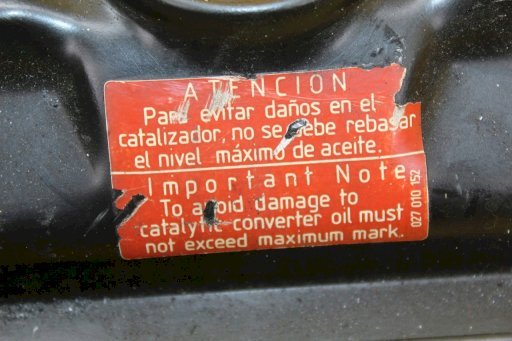 ATENCION
Para evitar daños en el
catalizador, no se debe rebasar
el nivel máximo de aceite.
Important Note
To avoid damage to
catalytic converter oil must
not exceed maximum mark.
027 010 152